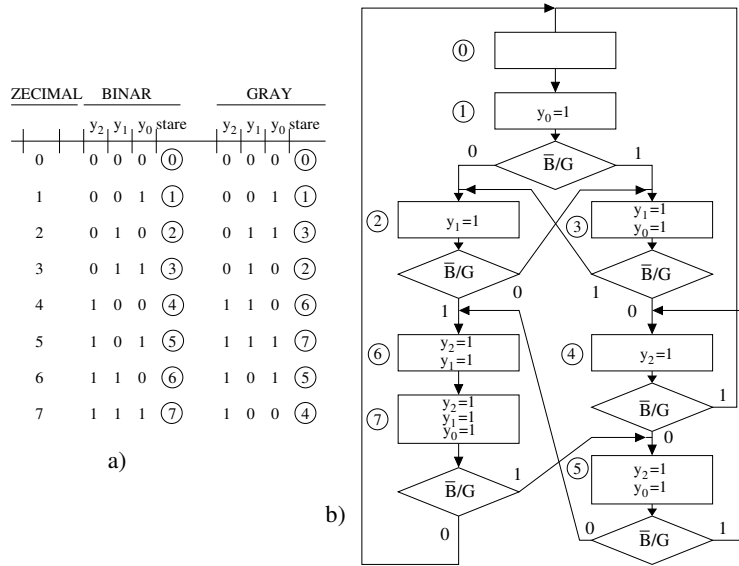 ZECIMAL BINAR GRAY
y2 y1 y0 stare y2 y1 y0 stare
0 0 0 0 0 0 0 0 0
1 0 0 1 1 0 0 1 1
2 0 1 0 2 0 1 1 3
3 0 1 1 3 0 1 0 2
4 1 0 0 4 1 1 0 6
5 1 0 1 5 1 1 1 7
6 1 1 0 6 1 0 1 5
7 1 1 1 7 1 0 0 4
a)
0
1
y0=1
0
B̅/G
1
2
y1=1
3
y1=1
y0=1
B̅/G
0
1
B̅/G
1
0
6
y2=1
y1=1
4
y2=1
7
y2=1
y1=1
y0=1
B̅/G
1
0
B̅/G
1
0
5
y2=1
y0=1
0
B̅/G
1
b)